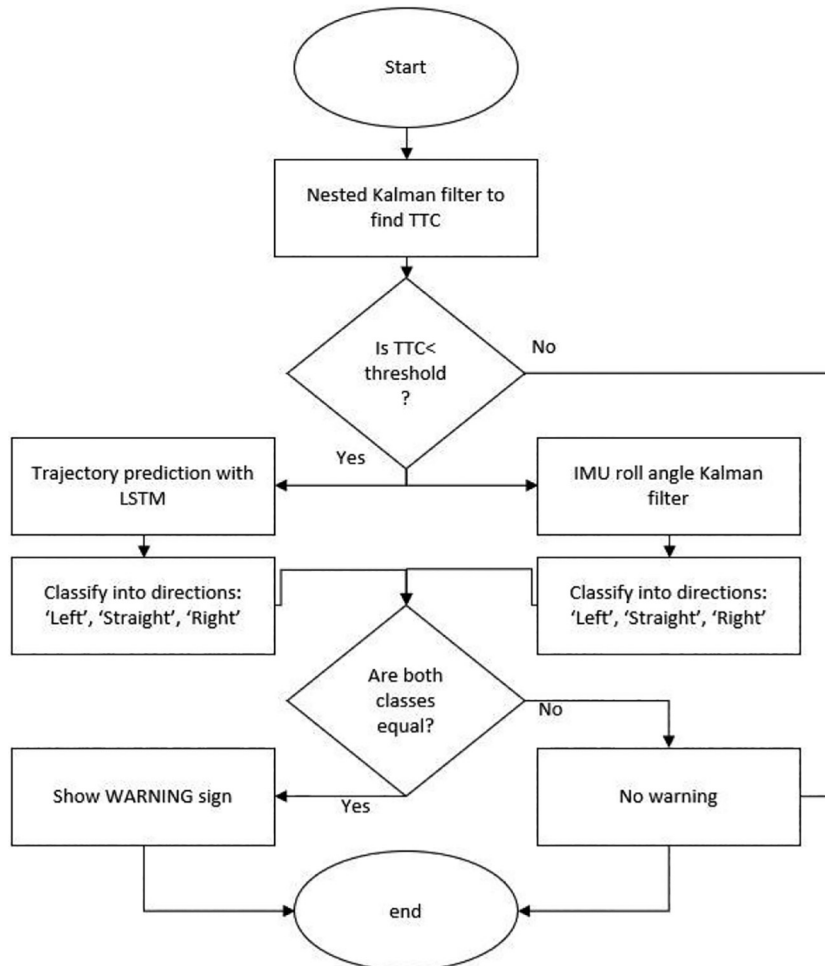 Start
Nested Kalman filter to
find TTC
Is TTC<
threshold
?
No
Yes
Trajectory prediction with
LSTM
IMU roll angle Kalman
filter
Classify into directions:
‘Left’, ‘Straight’, ‘Right’
Classify into directions:
‘Left’, ‘Straight’, ‘Right’
Are both
classes
equal?
No
Yes
Show WARNING sign
No warning
end